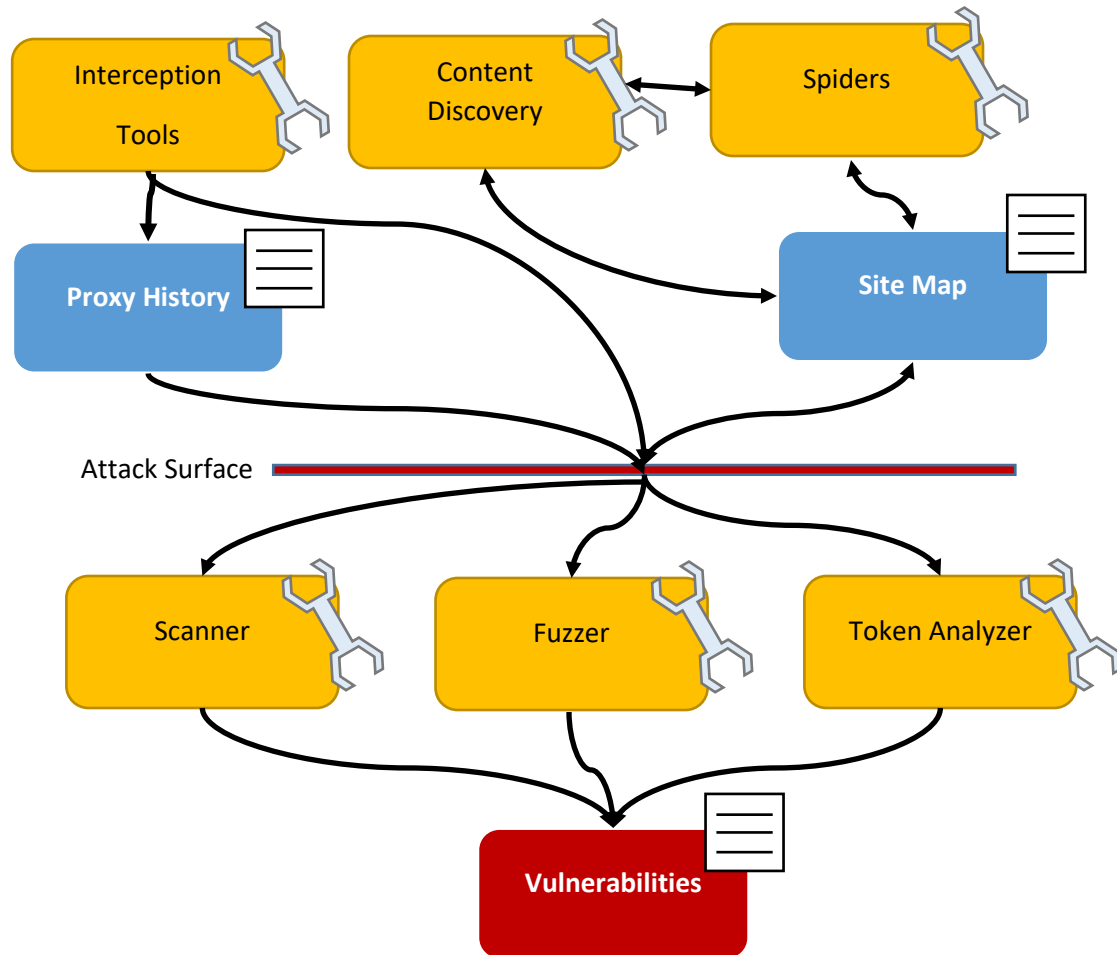 Interception
Tools
Content
Discovery
Spiders
Proxy History
Site Map
Attack Surface
Scanner
Fuzzer
Token Analyzer
Vulnerabilities